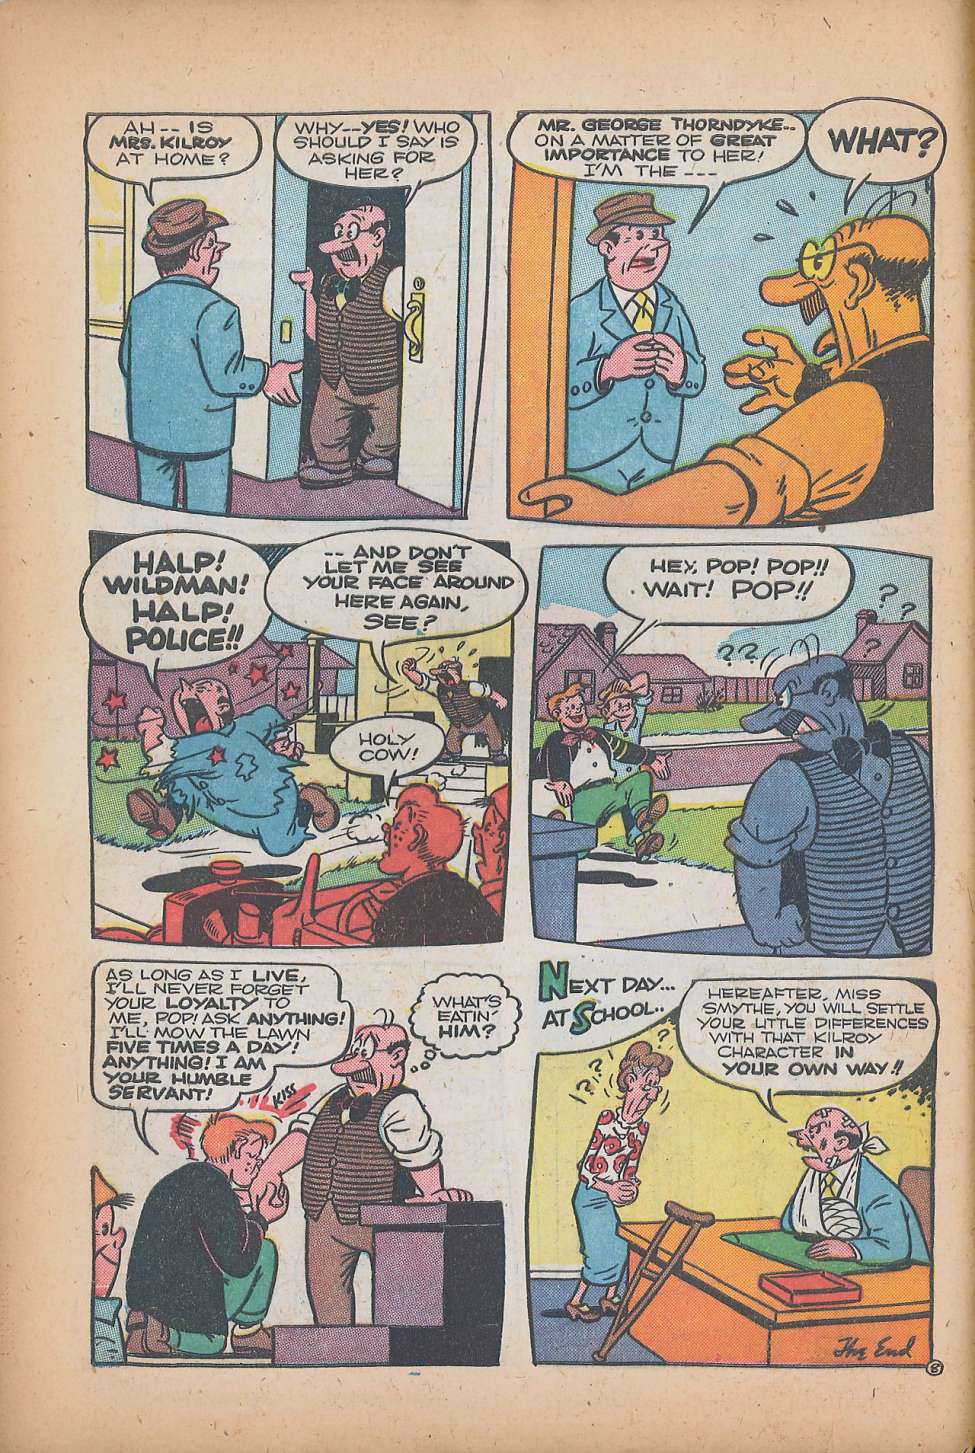 AH -- IS
MRS. KILROY
AT HOME?
WHY--YES! WHO
SHOULD I SAY IS
ASKING FOR
HER?
MR. GEORGE THORNDYKE..
ON A MATTER OF GREAT
IMPORTANCE TO HER!
I'M THE ---
WHAT?
HALP!
WILDMAN!
HALP!
POLICE!!
-- AND DON'T
LET ME SEE
YOUR FACE AROUND
HERE AGAIN,
SEE?
HOLY
COW!
HEY, POP! POP!!
WAIT! POP!!
? ? ?
? ?
AS LONG AS I LIVE,
I'LL NEVER FORGET
YOUR LOYALTY TO
ME, POP! ASK ANYTHING!
I'LL MOW THE LAWN
FIVE TIMES A DAY!
ANYTHING! I AM
YOUR HUMBLE
SERVANT!
KISS
WHAT'S
EATIN'
HIM?
NEXT DAY...
AT SCHOOL..
HEREAFTER, MISS
SMYTHE, YOU WILL SETTLE
YOUR LITTLE DIFFERENCES
WITH THAT KILROY
CHARACTER IN
YOUR OWN WAY!!
? ? ? ?
The End
8